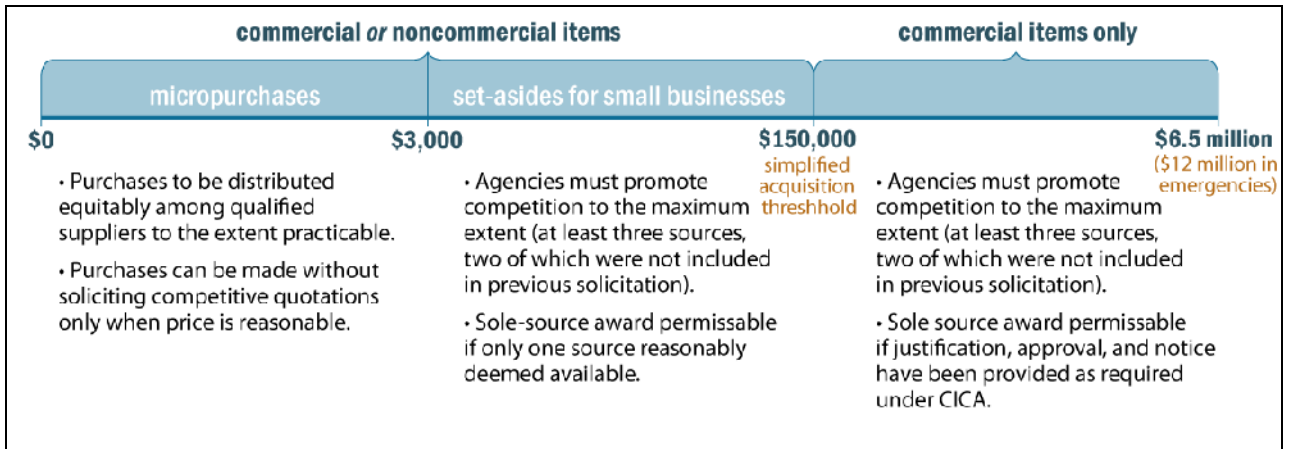 commercial or noncommercial items
commercial items only
micropurchases
set-asides for small businesses
$0
$3,000
$150,000
simplified
acquisition
threshhold
$6.5 million
($12 million in
emergencies)
· Purchases to be distributed
equitably among qualified
suppliers to the extent practicable.
· Purchases can be made without
soliciting competitive quotations
only when price is reasonable.
· Agencies must promote
competition to the maximum
extent (at least three sources,
two of which were not included
in previous solicitation).
· Sole-source award permissable
if only one source reasonably
deemed available.
· Agencies must promote
competition to the maximum
extent (at least three sources,
two of which were not included
in previous solicitation).
· Sole source award permissable
if justification, approval, and notice
have been provided as required
under CICA.